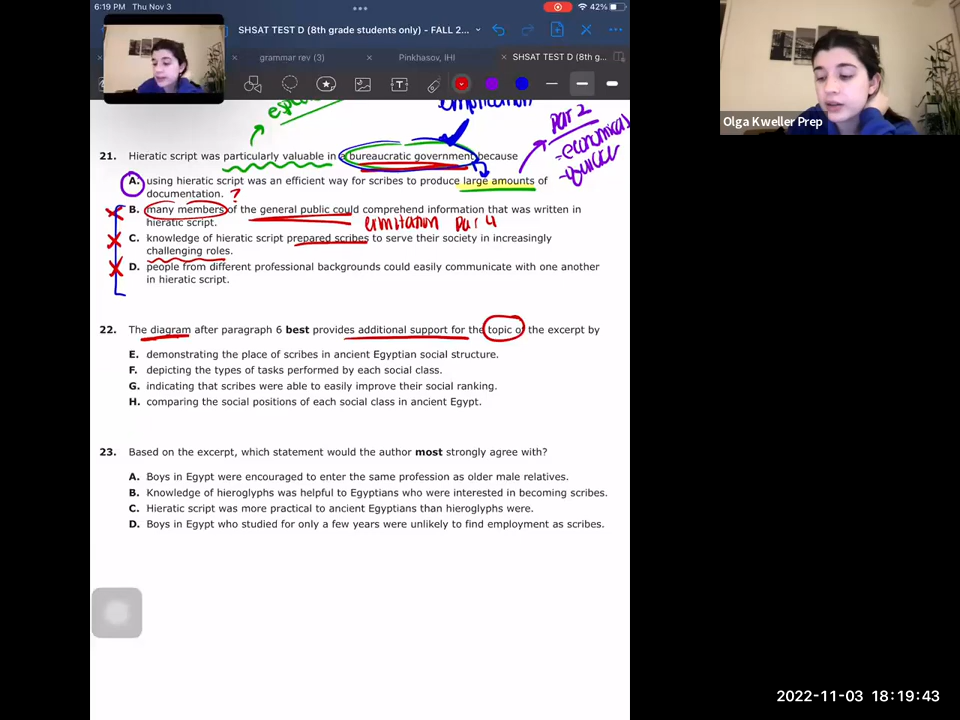 6:19 PM Thu Nov 3
42%
SHSAT TEST D (8th grade students only) - FALL 2...
grammar rev (3)
Pinkhasov, IHI
SHSAT TEST D (8th g...
Par 2
21. Hieratic script was particularly valuable in a bureaucratic government because
A. using hieratic script was an efficient way for scribes to produce large amounts of
documentation.
?
B. many members of the general public could comprehend information that was written in
hieratic script.
limitation par 4
C. knowledge of hieratic script prepared scribes to serve their society in increasingly
challenging roles.
D. people from different professional backgrounds could easily communicate with one another
in hieratic script.
22. The diagram after paragraph 6 best provides additional support for the topic of the excerpt by
E. demonstrating the place of scribes in ancient Egyptian social structure.
F. depicting the types of tasks performed by each social class.
G. indicating that scribes were able to easily improve their social ranking.
H. comparing the social positions of each social class in ancient Egypt.
23. Based on the excerpt, which statement would the author most strongly agree with?
A. Boys in Egypt were encouraged to enter the same profession as older male relatives.
B. Knowledge of hieroglyphs was helpful to Egyptians who were interested in becoming scribes.
C. Hieratic script was more practical to ancient Egyptians than hieroglyphs were.
D. Boys in Egypt who studied for only a few years were unlikely to find employment as scribes.
Olga Kweller Prep
2022-11-03 18:19:43